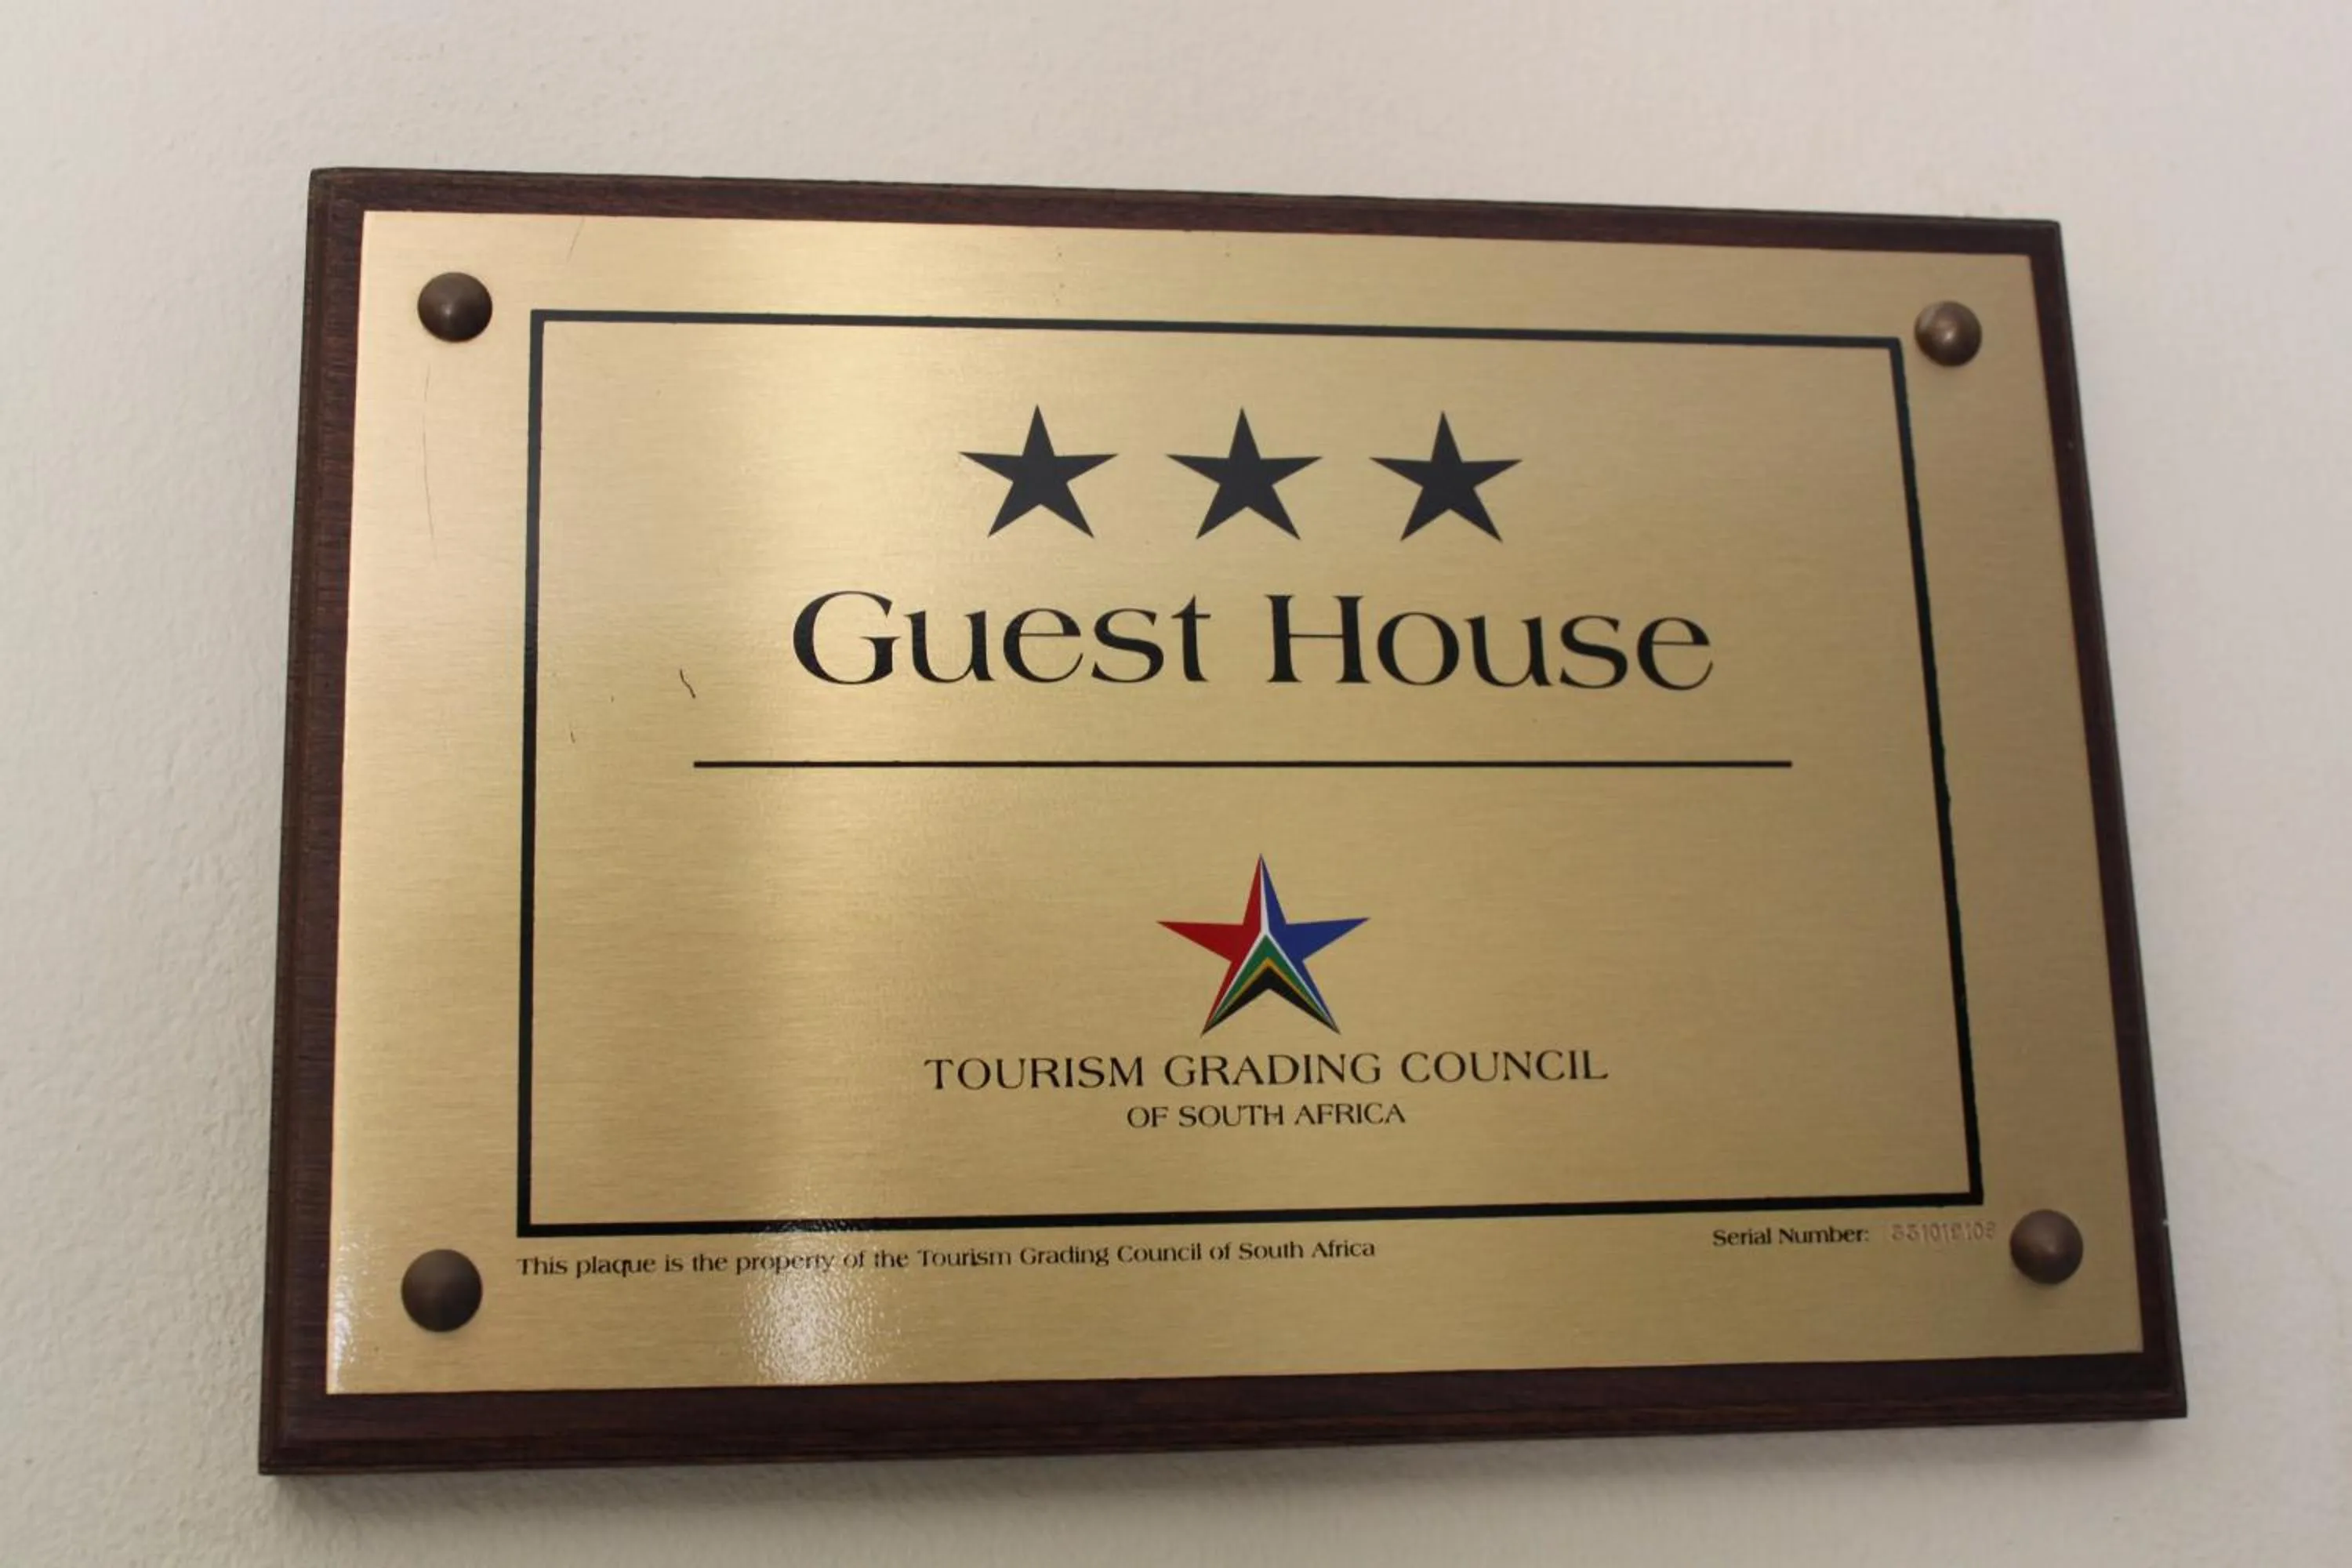 Guest House
TOURISM GRADING COUNCIL
OF SOUTH AFRICA
This plaque is the property of the Tourism Grading Council of South Africa
Serial Number: